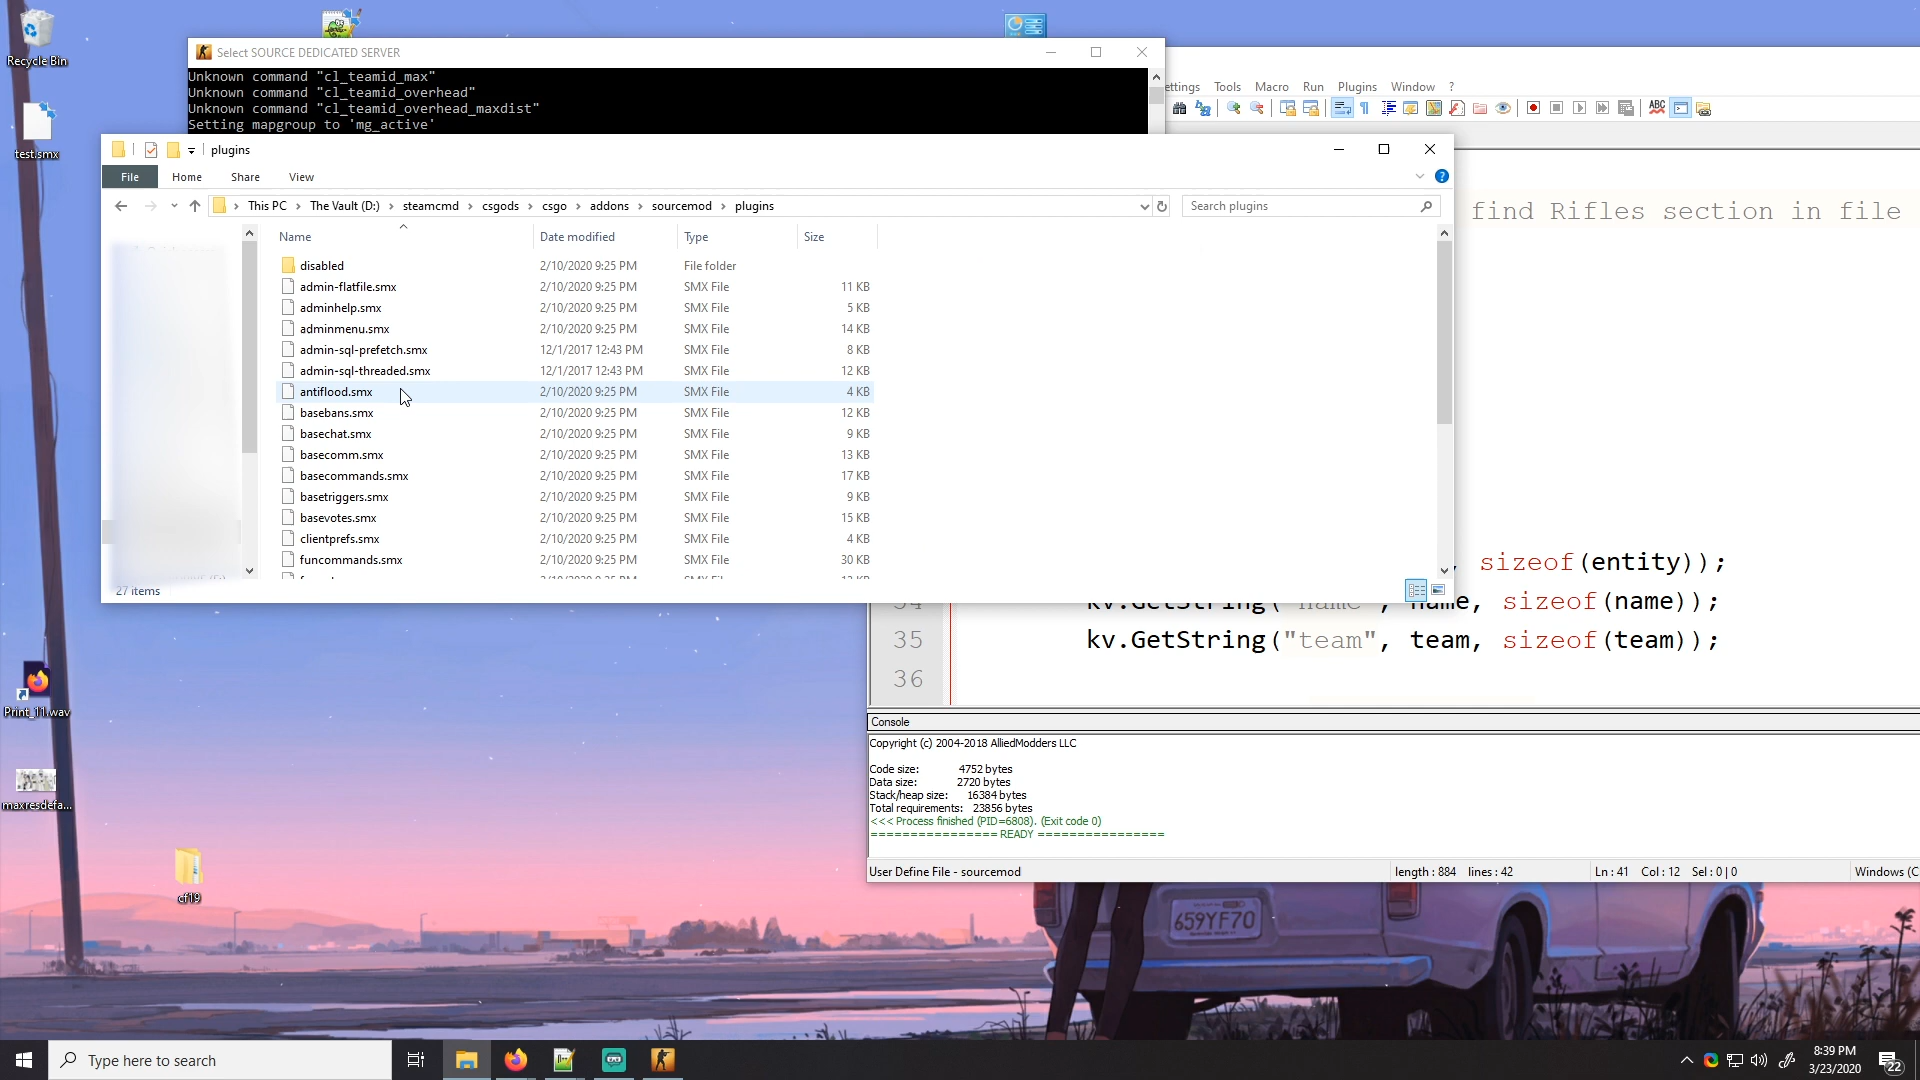 Recycle Bin
test.smx
Print_11.wav
maxresdefa...
cf19
Select SOURCE DEDICATED SERVER
Unknown command "cl_teamid_max"
Unknown command "cl_teamid_overhead"
Unknown command "cl_teamid_overhead_maxdist"
Setting mapgroup to 'mg_active'
ettings Tools Macro Run Plugins Window ?
plugins
File Home Share View
This PC > The Vault (D:) > steamcmd > csgods > csgo > addons > sourcemod > plugins
Search plugins
Name Date modified Type Size
disabled 2/10/2020 9:25 PM File folder
admin-flatfile.smx 2/10/2020 9:25 PM SMX File 11 KB
adminhelp.smx 2/10/2020 9:25 PM SMX File 5 KB
adminmenu.smx 2/10/2020 9:25 PM SMX File 14 KB
admin-sql-prefetch.smx 12/1/2017 12:43 PM SMX File 8 KB
admin-sql-threaded.smx 12/1/2017 12:43 PM SMX File 12 KB
antiflood.smx 2/10/2020 9:25 PM SMX File 4 KB
basebans.smx 2/10/2020 9:25 PM SMX File 12 KB
basechat.smx 2/10/2020 9:25 PM SMX File 9 KB
basecomm.smx 2/10/2020 9:25 PM SMX File 13 KB
basecommands.smx 2/10/2020 9:25 PM SMX File 17 KB
basetriggers.smx 2/10/2020 9:25 PM SMX File 9 KB
basevotes.smx 2/10/2020 9:25 PM SMX File 15 KB
clientprefs.smx 2/10/2020 9:25 PM SMX File 4 KB
funcommands.smx 2/10/2020 9:25 PM SMX File 30 KB
27 items
find Rifles section in file
, sizeof(entity));
34 kv.GetString("name", name, sizeof(name));
35 kv.GetString("team", team, sizeof(team));
36
Console
Copyright (c) 2004-2018 AlliedModders LLC
Code size: 4752 bytes
Data size: 2720 bytes
Stack/heap size: 16384 bytes
Total requirements: 23856 bytes
<<< Process finished (PID=6808). (Exit code 0)
================ READY ================
User Define File - sourcemod length : 884 lines : 42 Ln : 41 Col : 12 Sel : 0 | 0 Windows (C
659YF70
Type here to search
8:39 PM
3/23/2020
22